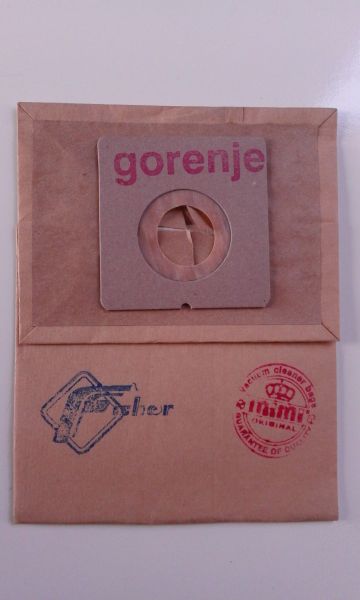 gorenje
Fisher
vacuum cleaner bags
mimi
ORIGINAL
GUARANTEE OF QUALITY